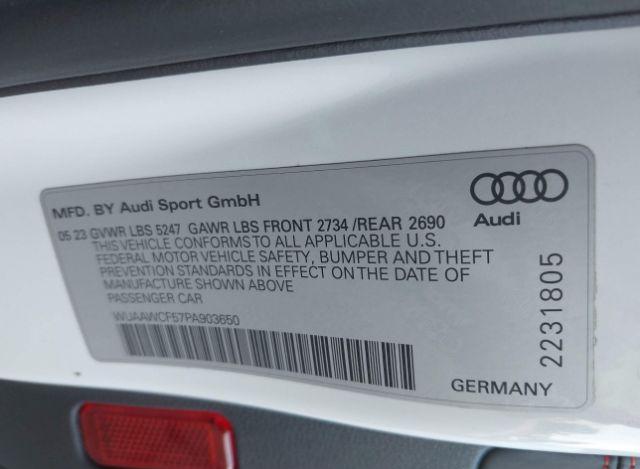 MFD. BY Audi Sport GmbH
05 23 GVWR LBS 5247 GAWR LBS FRONT 2734 /REAR 2690
THIS VEHICLE CONFORMS TO ALL APPLICABLE U.S.
FEDERAL MOTOR VEHICLE SAFETY, BUMPER AND THEFT
PREVENTION STANDARDS IN EFFECT ON THE DATE OF
MANUFACTURE SHOWN ABOVE
PASSENGER CAR
WUAAWCF57PA903650
Audi
2231805
GERMANY